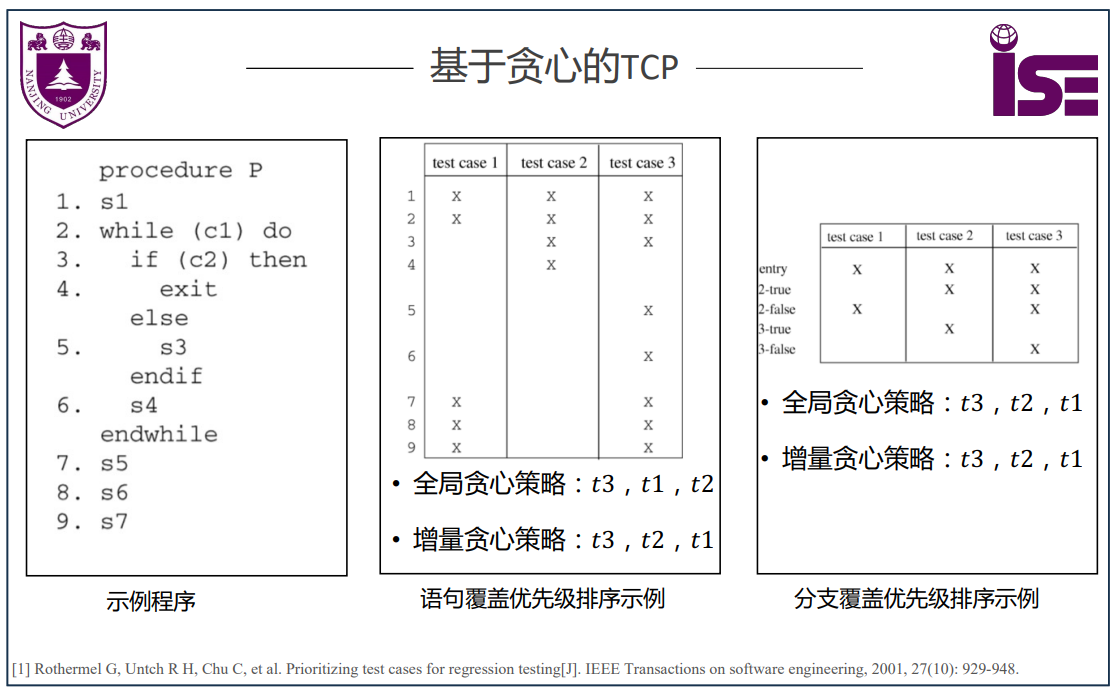 基于贪心的TCP
NANJING UNIVERSITY
1902
iSE
procedure P
1. s1
2. while (c1) do
3. if (c2) then
4. exit
else
5. s3
endif
6. s4
endwhile
7. s5
8. s6
9. s7
示例程序
test case 1 test case 2 test case 3
1 X X X
2 X X X
3 X X
4 X
5 X
6 X
7 X X
8 X X
9 X X
• 全局贪心策略：t3，t1，t2
• 增量贪心策略：t3，t2，t1
语句覆盖优先级排序示例
test case 1 test case 2 test case 3
entry X X X
2-true X X
2-false X X
3-true X
3-false X
• 全局贪心策略：t3，t2，t1
• 增量贪心策略：t3，t2，t1
分支覆盖优先级排序示例
[1] Rothermel G, Untch R H, Chu C, et al. Prioritizing test cases for regression testing[J]. IEEE Transactions on software engineering, 2001, 27(10): 929-948.